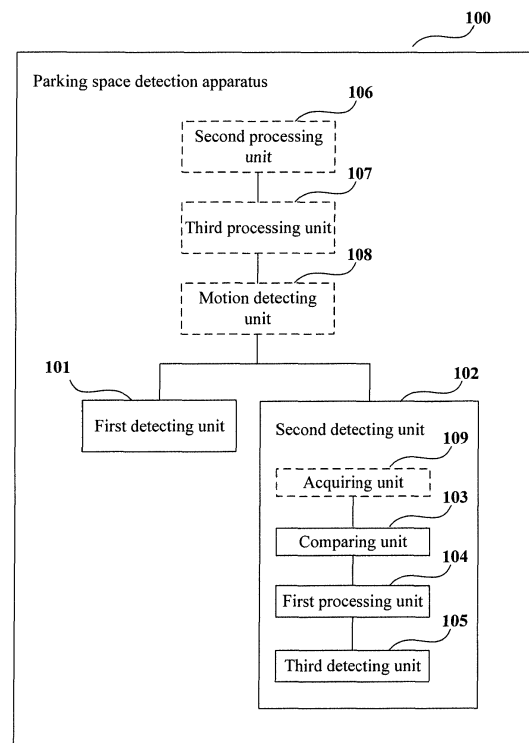 100
Parking space detection apparatus
106
Second processing
unit
107
Third processing unit
108
Motion detecting
unit
101
First detecting unit
102
Second detecting unit
109
Acquiring unit
103
Comparing unit
104
First processing unit
105
Third detecting unit